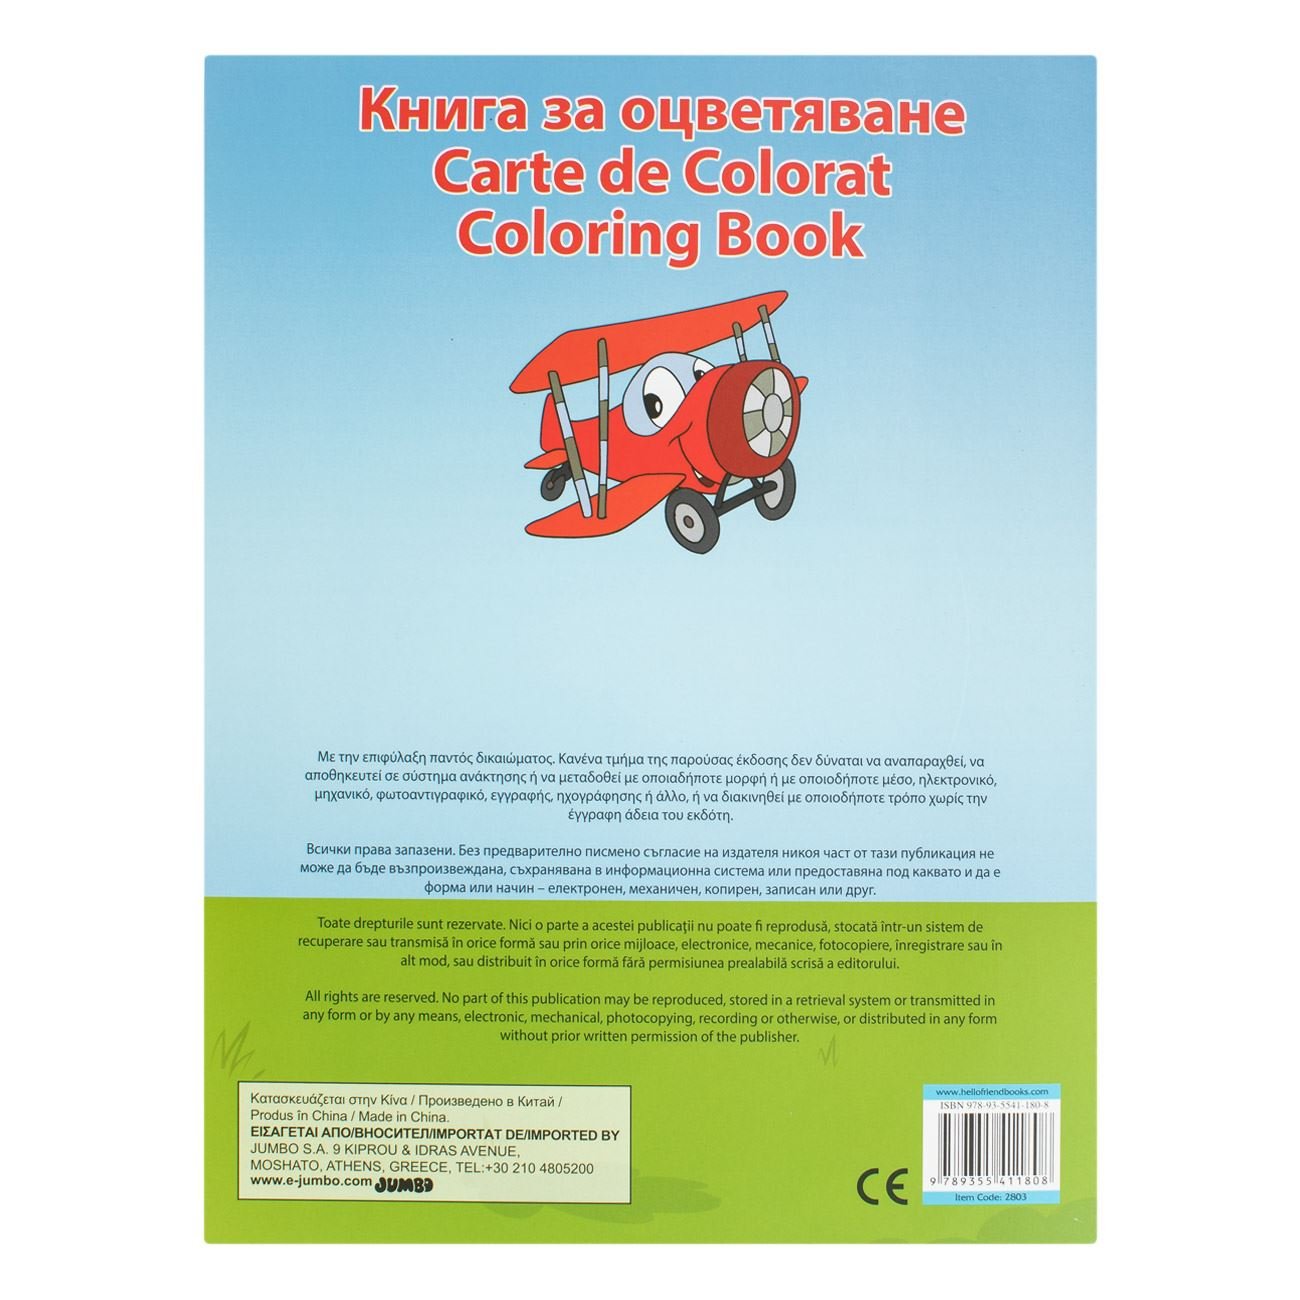 Книга за оцветяване
Carte de Colorat
Coloring Book
Με την επιφύλαξη παντός δικαιώματος. Κανένα τμήμα της παρούσας έκδοσης δεν δύναται να αναπαραχθεί, να
αποθηκευτεί σε σύστημα ανάκτησης ή να μεταδοθεί με οποιαδήποτε μορφή ή με οποιοδήποτε μέσο, ηλεκτρονικό,
μηχανικό, φωτοαντιγραφικό, εγγραφής, ηχογράφησης ή άλλο, ή να διακινηθεί με οποιοδήποτε τρόπο χωρίς την
έγγραφη άδεια του εκδότη.
Всички права запазени. Без предварително писмено съгласие на издателя никоя част от тази публикация не
може да бъде възпроизвеждана, съхранявана в информационна система или предоставяна под каквато и да е
форма или начин – електронен, механичен, копирен, записан или друг.
Toate drepturile sunt rezervate. Nici o parte a acestei publicaţii nu poate fi reprodusă, stocată într-un sistem de
recuperare sau transmisă în orice formă sau prin orice mijloace, electronice, mecanice, fotocopiere, înregistrare sau în
alt mod, sau distribuit în orice formă fără permisiunea prealabilă scrisă a editorului.
All rights are reserved. No part of this publication may be reproduced, stored in a retrieval system or transmitted in
any form or by any means, electronic, mechanical, photocopying, recording or otherwise, or distributed in any form
without prior written permission of the publisher.
Κατασκευάζεται στην Κίνα / Произведено в Китай /
Produs în China / Made in China.
ΕΙΣΑΓΕΤΑΙ ΑΠΟ/ВНОСИТЕЛ/IMPORTAT DE/IMPORTED BY
JUMBO S.A. 9 KIPROU & IDRAS AVENUE,
MOSHATO, ATHENS, GREECE, TEL:+30 210 4805200
www.e-jumbo.com JUMBO
CE
www.hellofriendbooks.com
ISBN 978-93-5541-180-8
9 789355 411808
Item Code: 2803